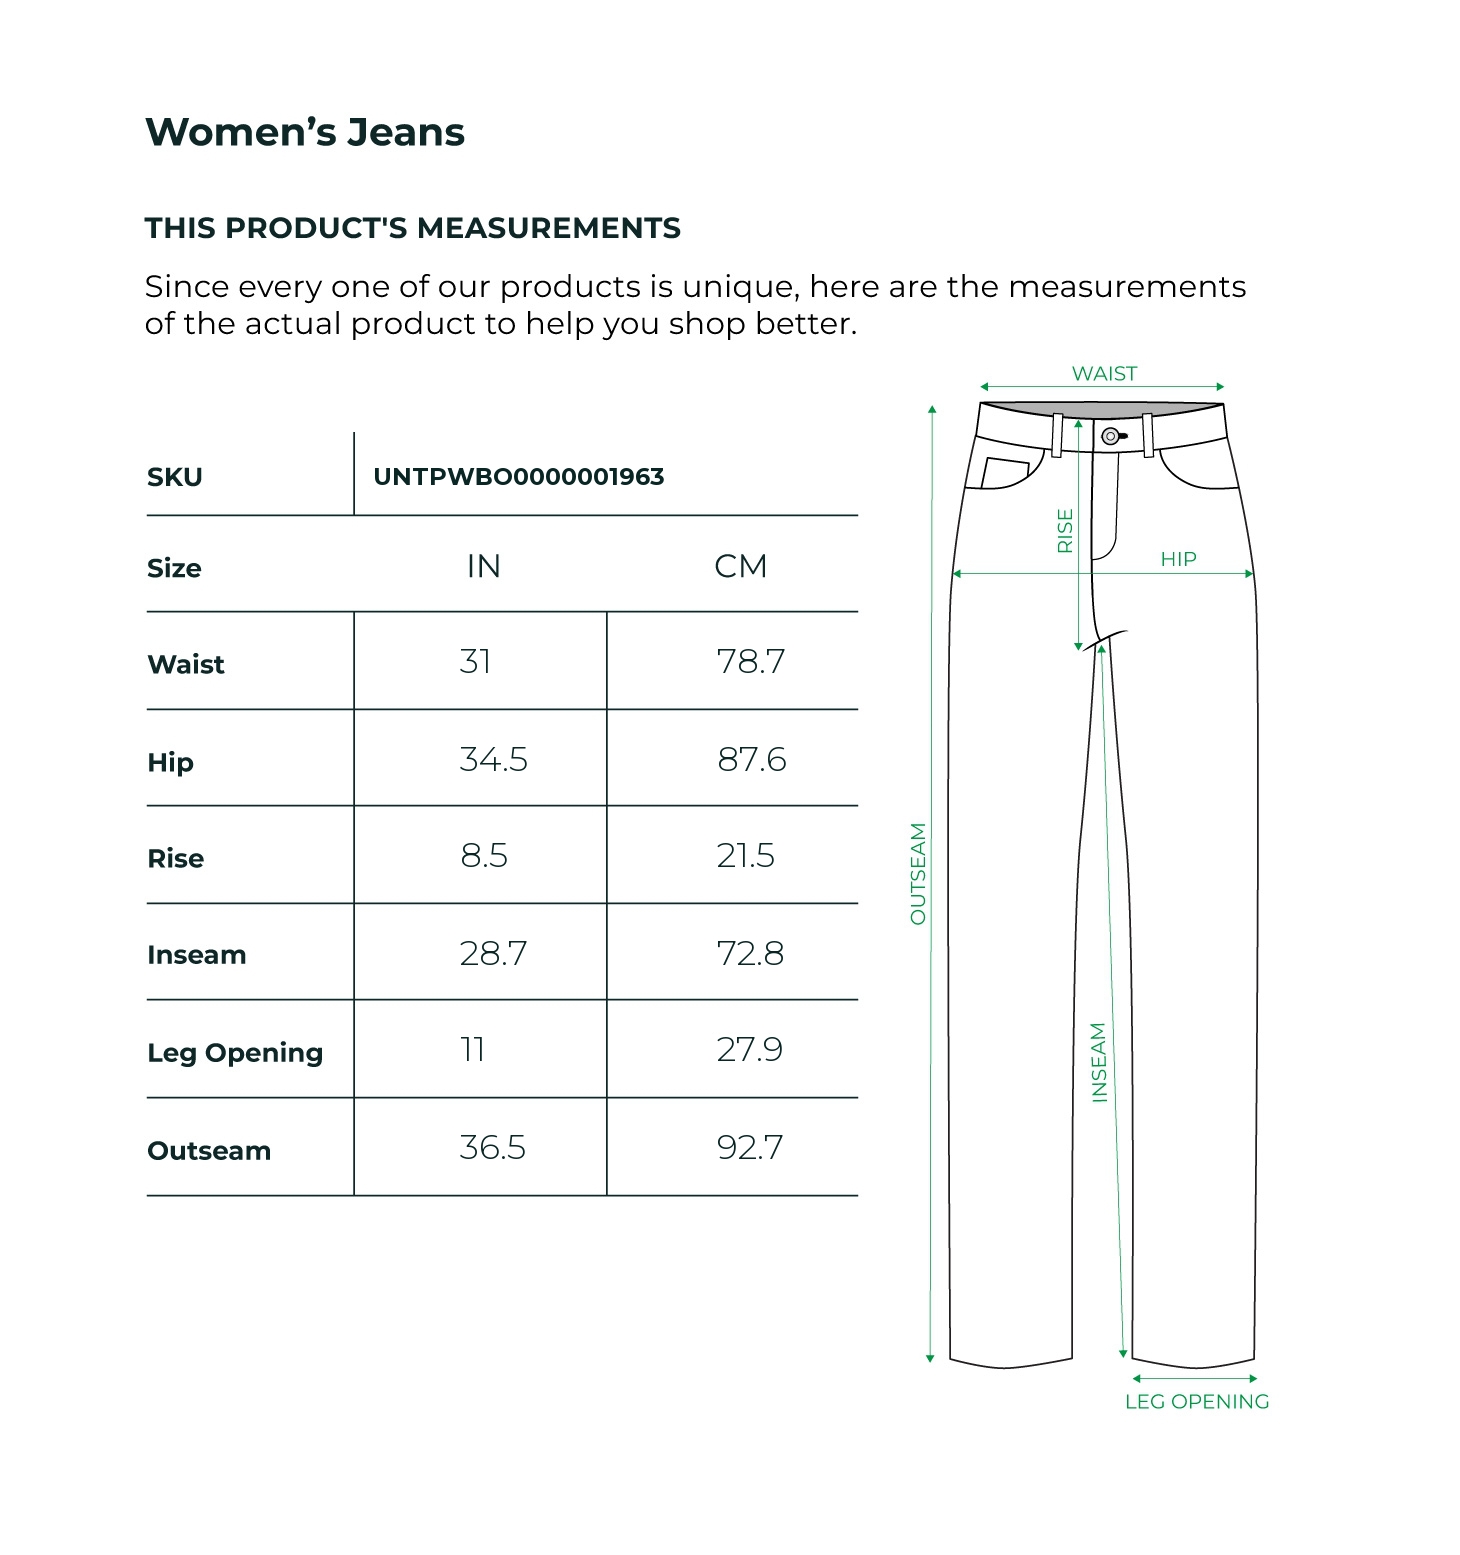 Women’s Jeans
THIS PRODUCT'S MEASUREMENTS
Since every one of our products is unique, here are the measurements
of the actual product to help you shop better.
SKU UNTPWBO0000001963
Size IN CM
Waist 31 78.7
Hip 34.5 87.6
Rise 8.5 21.5
Inseam 28.7 72.8
Leg Opening 11 27.9
Outseam 36.5 92.7
WAIST
RISE
HIP
OUTSEAM
INSEAM
LEG OPENING